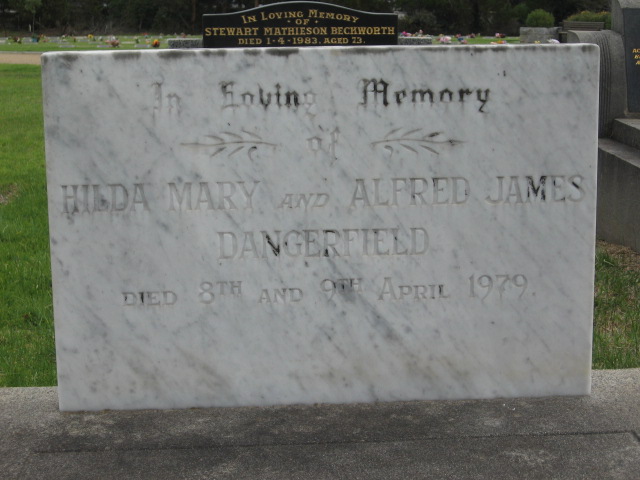 In Loving Memory
· OF ·
STEWART MATHIESON BECKWORTH
DIED 1·4·1983. AGED 73.
In Loving Memory
of
HILDA MARY AND ALFRED JAMES
DANGERFIELD
DIED 8TH AND 9TH APRIL 1979